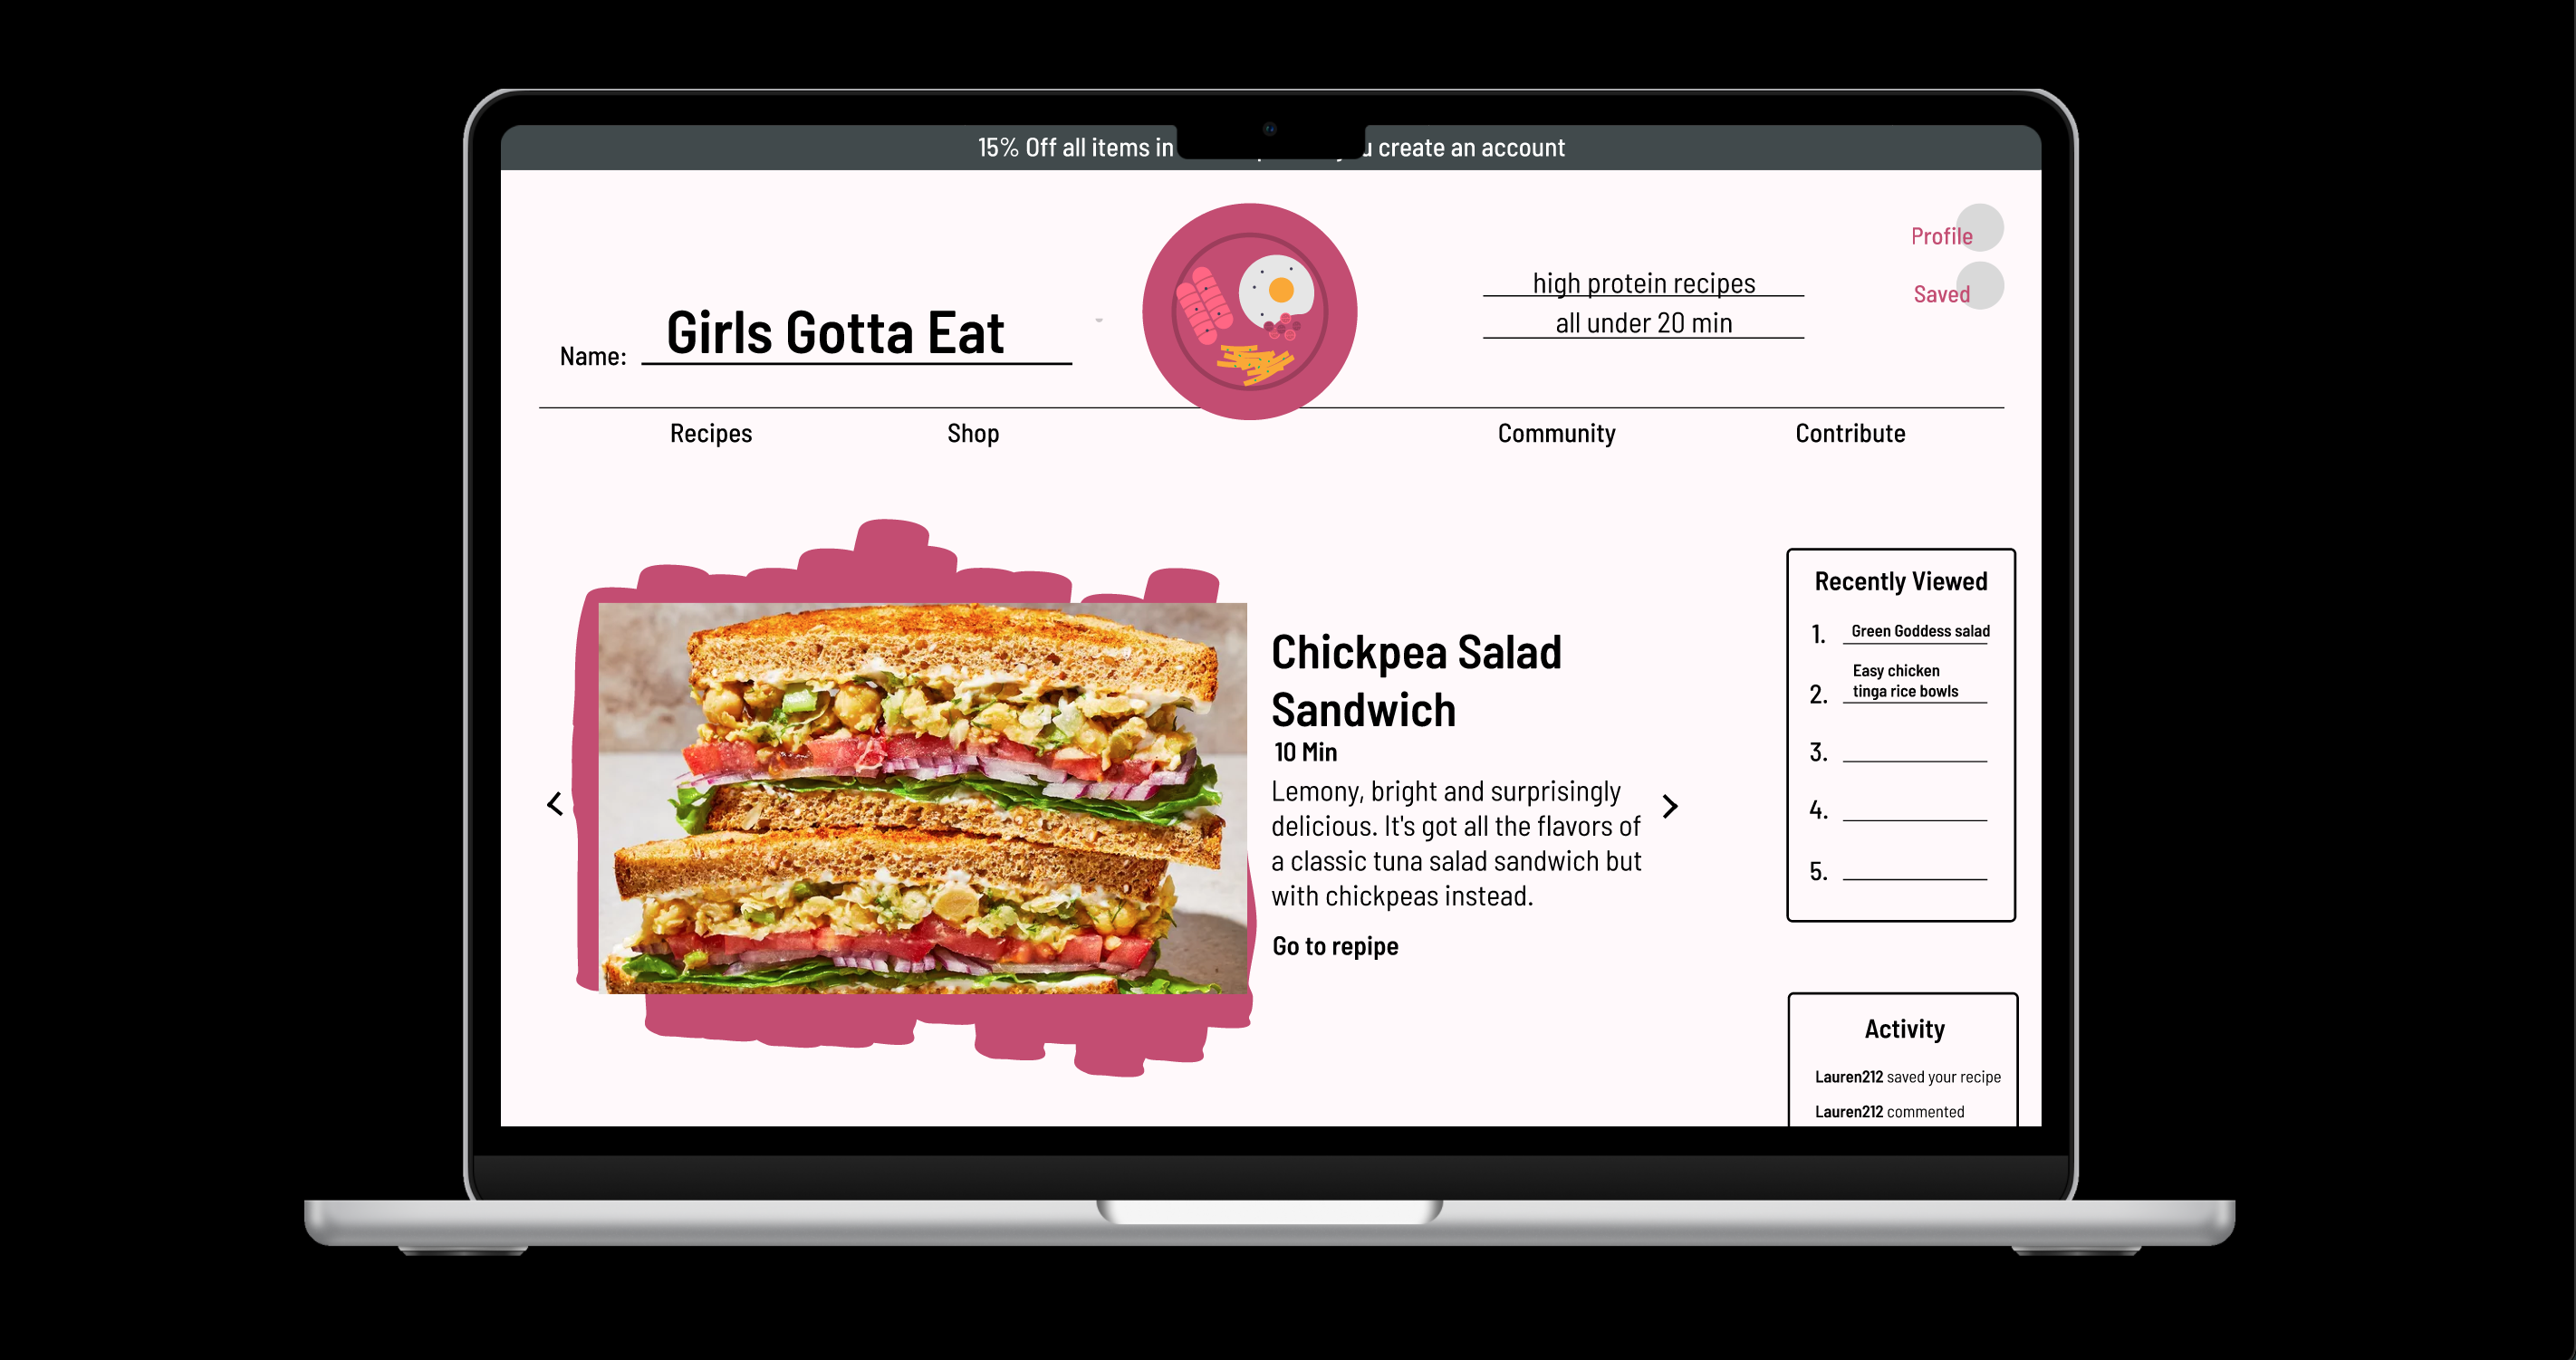 15% Off all items in create an account
Profile
Saved
high protein recipes
all under 20 min
Name: Girls Gotta Eat
Recipes Shop Community Contribute
Chickpea Salad
Sandwich
10 Min
Lemony, bright and surprisingly
delicious. It's got all the flavors of
a classic tuna salad sandwich but
with chickpeas instead.
Go to repipe
Recently Viewed
1. Green Goddess salad
2. Easy chicken
tinga rice bowls
3.
4.
5.
Activity
Lauren212 saved your recipe
Lauren212 commented